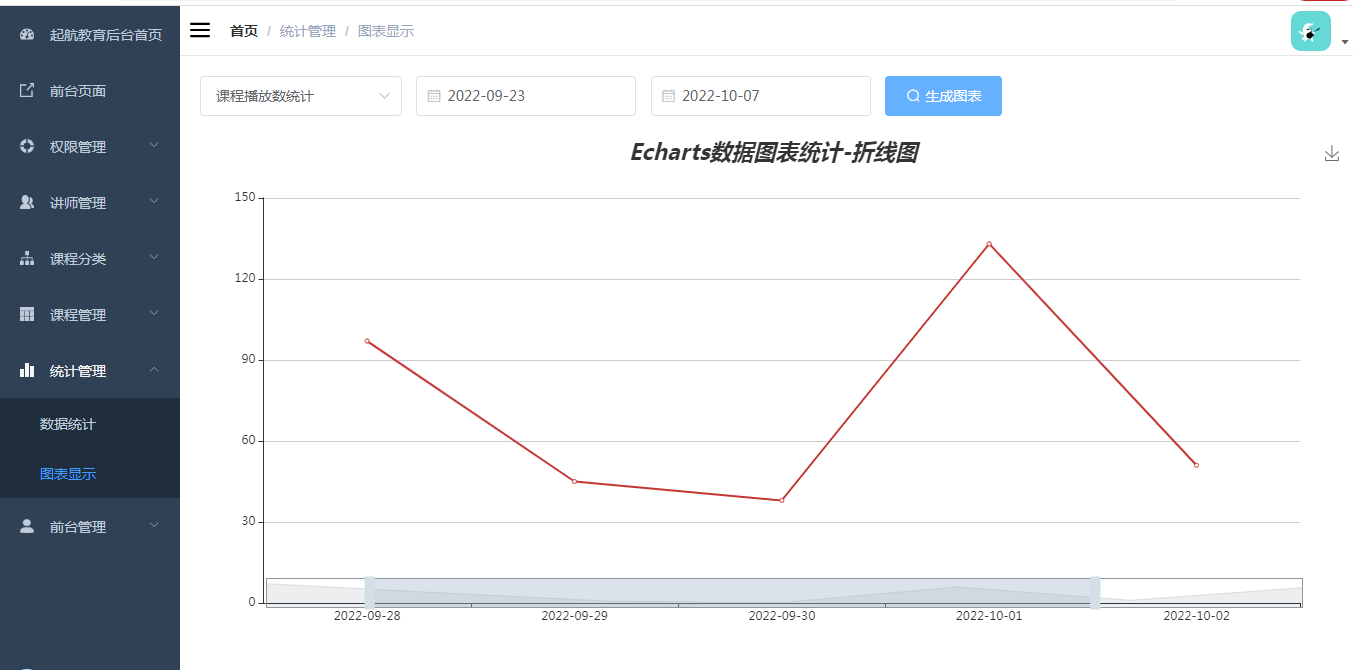 起航教育后台首页
前台页面
权限管理
讲师管理
课程分类
课程管理
统计管理
数据统计
图表显示
前台管理
首页 / 统计管理 / 图表显示
课程播放数统计 2022-09-23 2022-10-07 生成图表
Echarts数据图表统计-折线图
150
120
90
60
30
0
2022-09-28 2022-09-29 2022-09-30 2022-10-01 2022-10-02